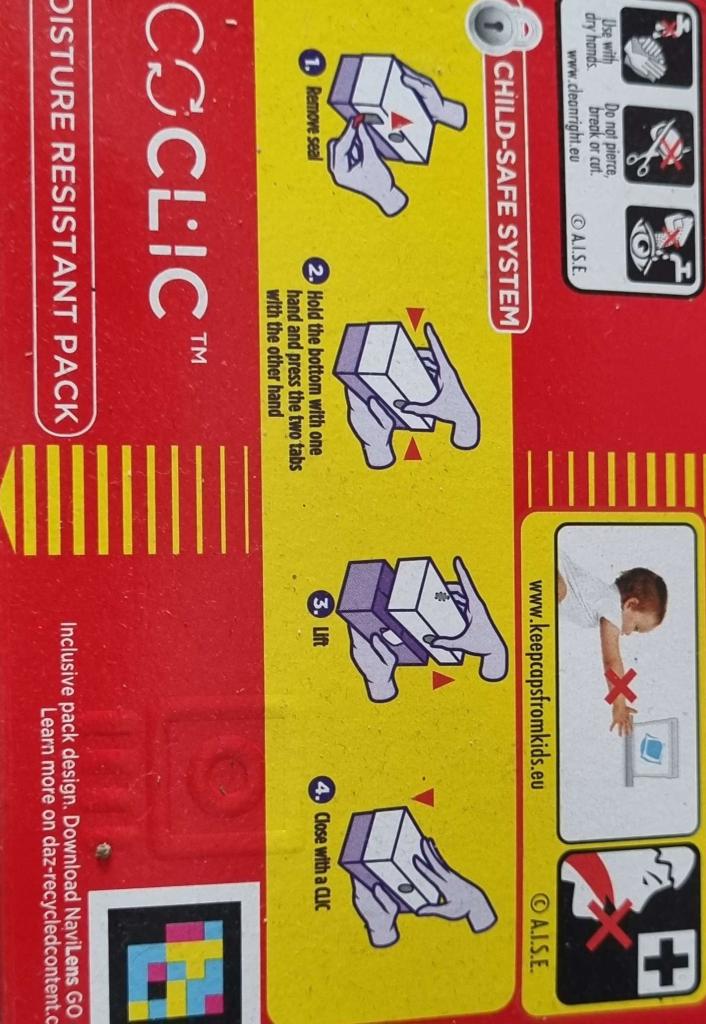 Use with
dry hands.
Do not pierce,
break or cut.
www.cleanright.eu
© A.I.S.E.
www.keepcapsfromkids.eu
© A.I.S.E.
CHILD-SAFE SYSTEM
1. Remove seal
2. Hold the bottom with one
hand and press the two tabs
with the other hand
3. Lift
4. Close with a CLIC
COCLIC™
OISTURE RESISTANT PACK
Inclusive pack design. Download NaviLens GO
Learn more on daz-recycledcontent.c